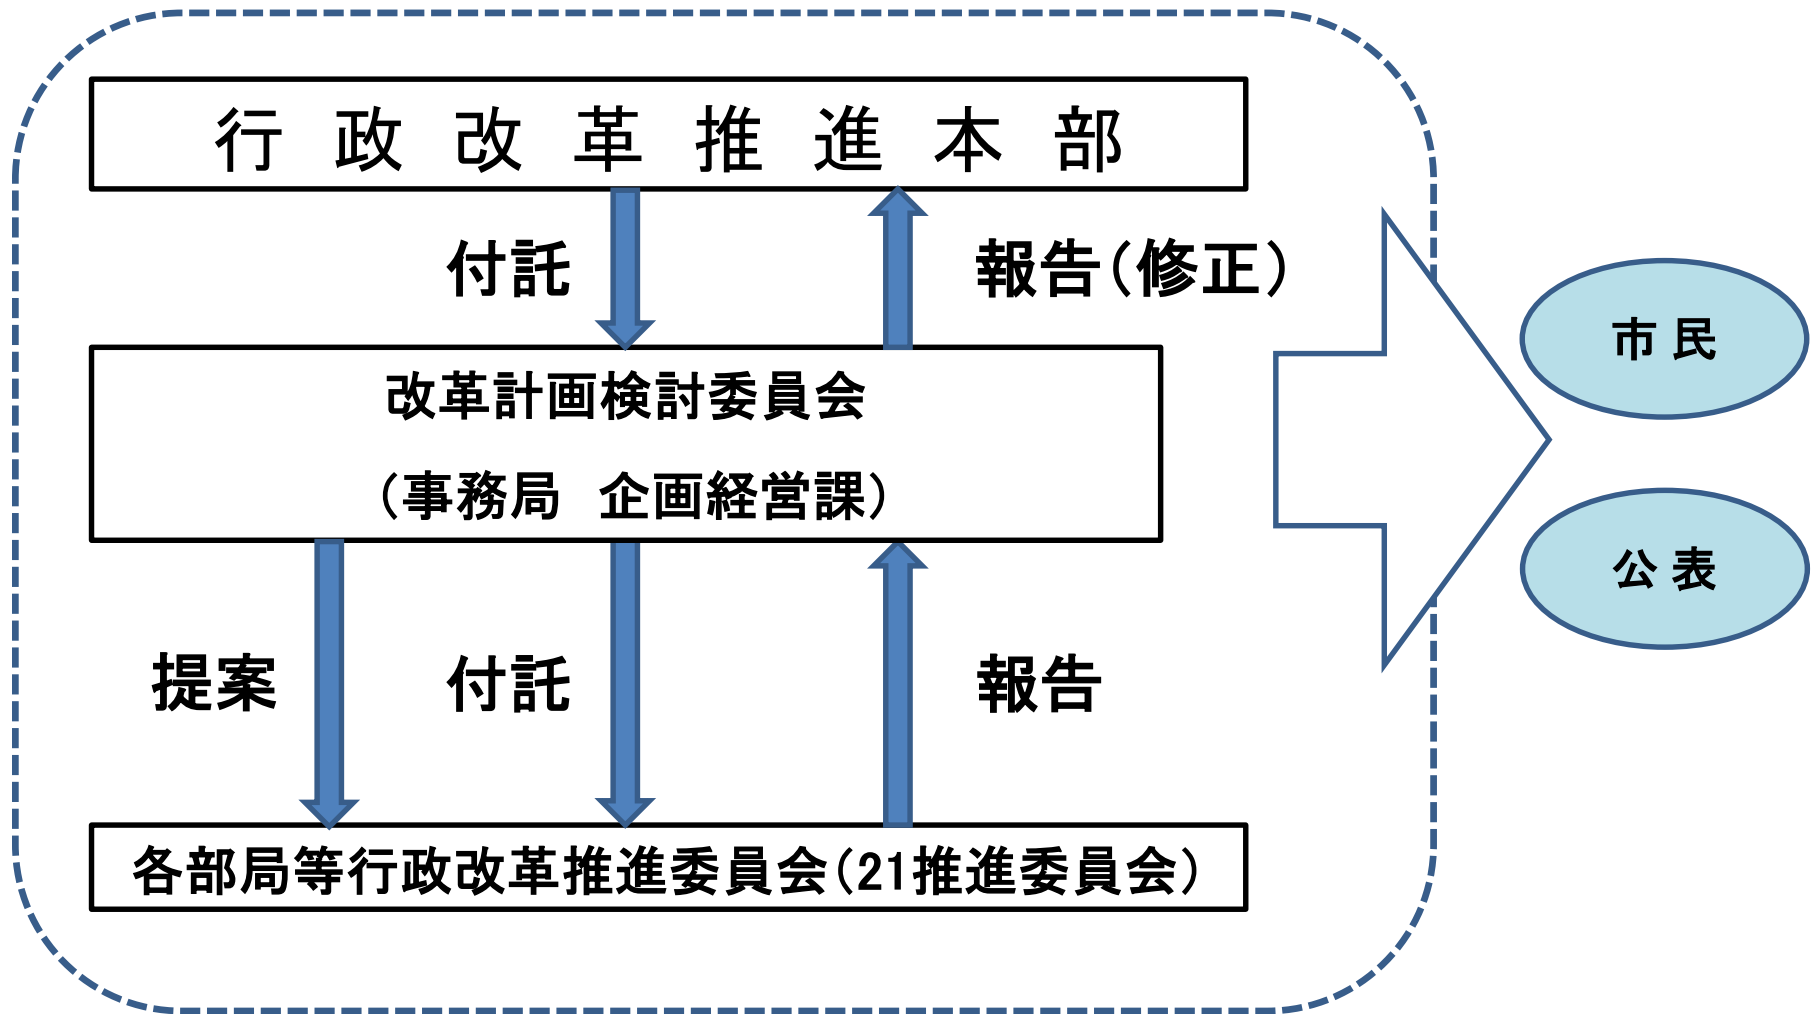 行政改革推進本部
付託
報告(修正)
改革計画検討委員会
(事務局　企画経営課)
市民
公表
提案
付託
報告
各部局等行政改革推進委員会(21推進委員会)